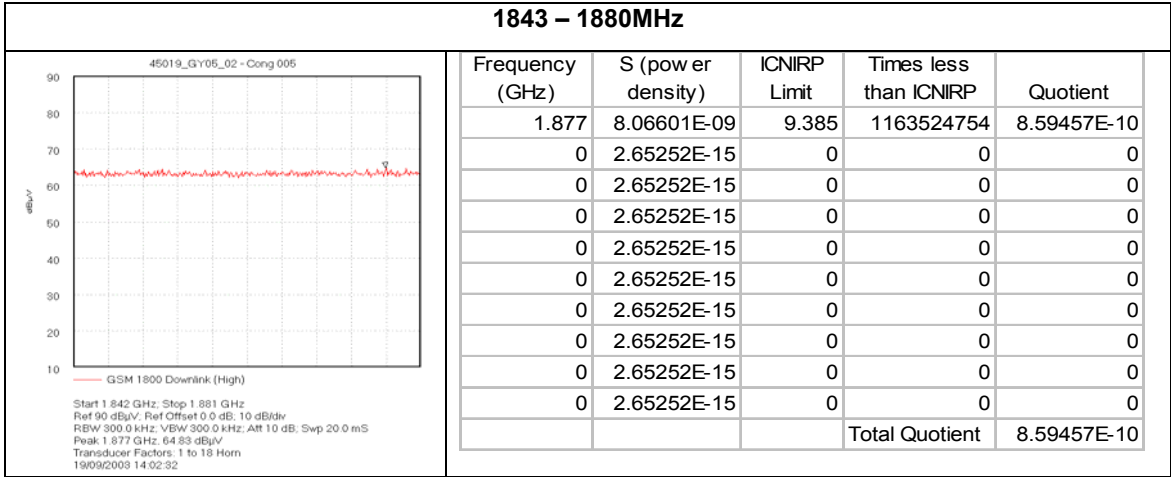 1843 – 1880MHz
45019_GY05_02 - Cong 005
90
80
70
60
50
40
30
20
10
dBµV
GSM 1800 Downlink (High)
Start 1.842 GHz; Stop 1.881 GHz
Ref 90 dBµV; Ref Offset 0.0 dB; 10 dB/div
RBW 300.0 kHz; VBW 300.0 kHz; Att 10 dB; Swp 20.0 mS
Peak 1.877 GHz, 64.83 dBµV
Transducer Factors: 1 to 18 Horn
19/09/2003 14:02:32
Frequency (GHz) S (power density) ICNIRP Limit Times less than ICNIRP Quotient
1.877 8.06601E-09 9.385 1163524754 8.59457E-10
0 2.65252E-15 0 0 0
0 2.65252E-15 0 0 0
0 2.65252E-15 0 0 0
0 2.65252E-15 0 0 0
0 2.65252E-15 0 0 0
0 2.65252E-15 0 0 0
0 2.65252E-15 0 0 0
0 2.65252E-15 0 0 0
0 2.65252E-15 0 0 0
Total Quotient 8.59457E-10